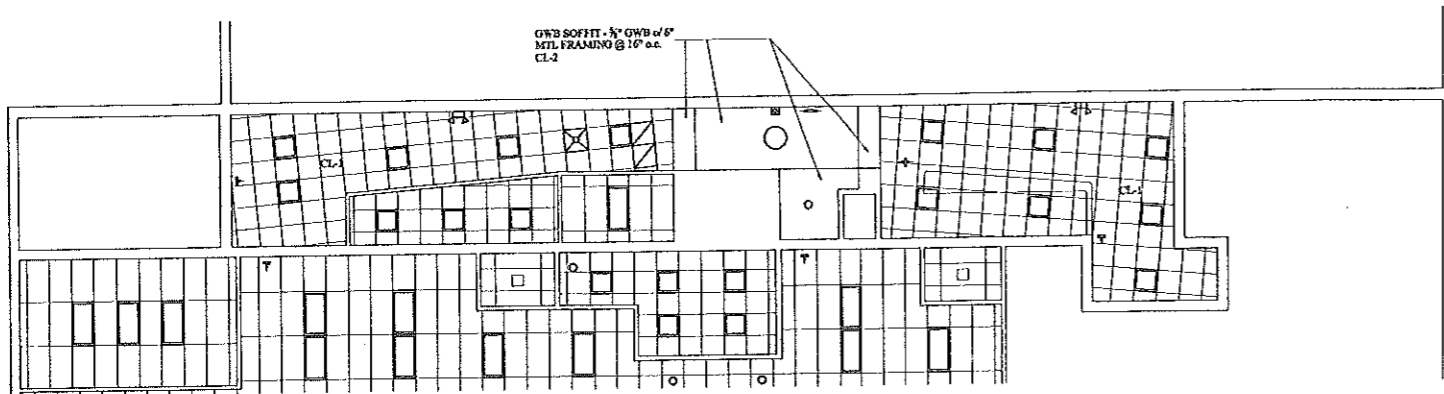 GWB SOFFIT - ⅝" GWB o/ 6"
MTL FRAMING @ 16" o.c.
CL-2
CL-1
CL-1